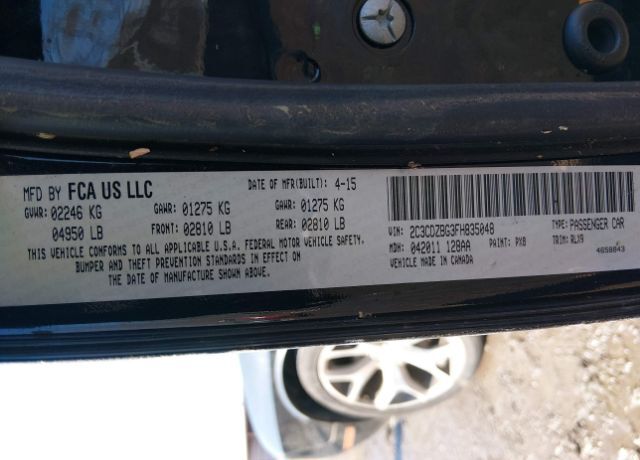 MFD BY FCA US LLC
DATE OF MFR(BUILT): 4-15
GVWR: 02246 KG GAWR: 01275 KG GAWR: 01275 KG
04950 LB FRONT: 02810 LB REAR: 02810 LB
THIS VEHICLE CONFORMS TO ALL APPLICABLE U.S.A. FEDERAL MOTOR VEHICLE SAFETY,
BUMPER AND THEFT PREVENTION STANDARDS IN EFFECT ON
THE DATE OF MANUFACTURE SHOWN ABOVE.
VIN: 2C3CDZBG3FH835048 TYPE: PASSENGER CAR
MDH: 042011 128AA PAINT: PX8 TRIM: RLX9
VEHICLE MADE IN CANADA 4658843